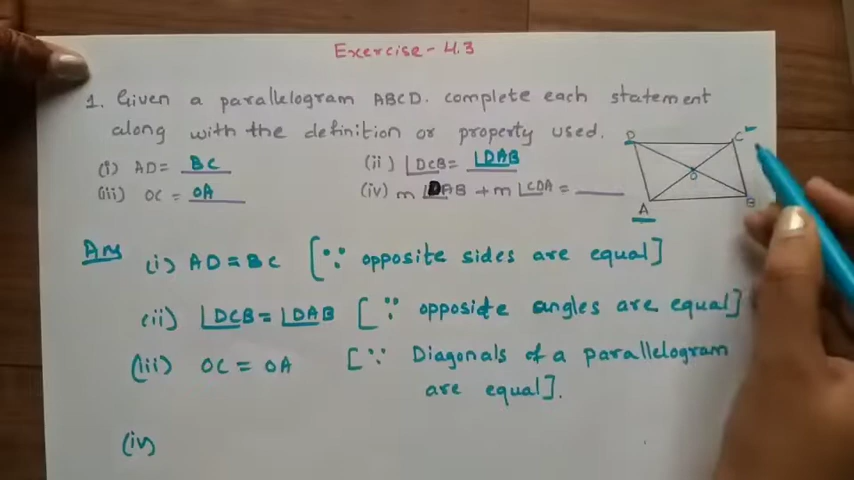 Exercise - 4.3
1. Given a parallelogram ABCD. complete each statement
along with the definition or property used.
(i) AD = BC
(ii) ∠DCB = ∠DAB
(iii) OC = OA
(iv) m ∠DAB + m ∠CDA = ______
D C
O
A B
Ans (i) AD = BC [∵ opposite sides are equal]
(ii) ∠DCB = ∠DAB [∵ opposite angles are equal]
(iii) OC = OA [∵ Diagonals of a parallelogram
are equal].
(iv)